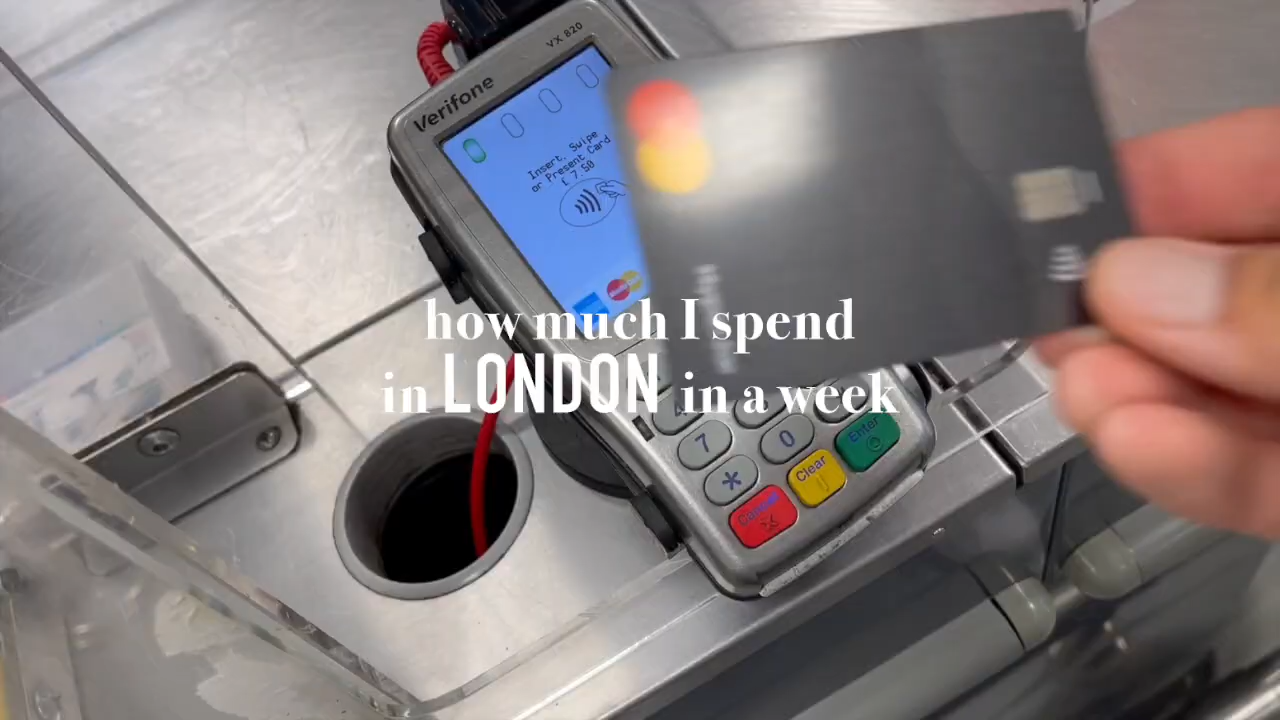 Verifone
VX 820
Insert, Swipe
or Present Card
£ 7.50
how much I spend
in LONDON in a week
7
0
*
Enter
Clear
Cancel